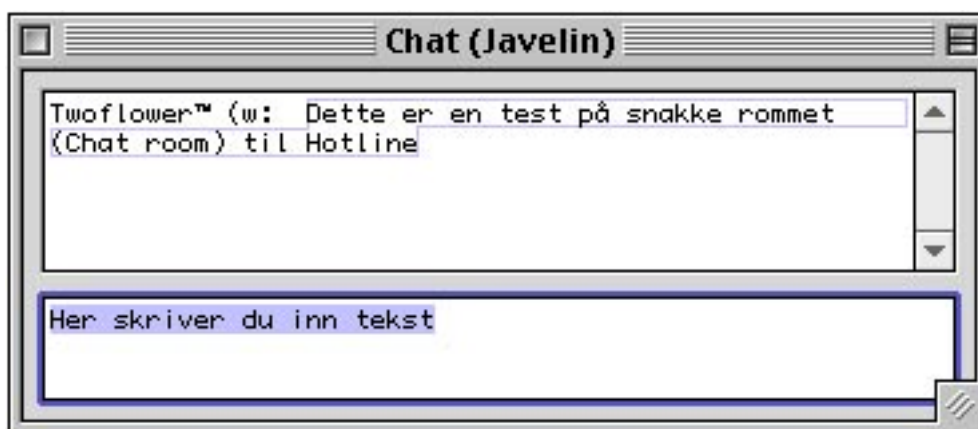 Chat (Javelin)
Twoflower™ (w:  Dette er en test på snakke rommet
(Chat room) til Hotline
Her skriver du inn tekst